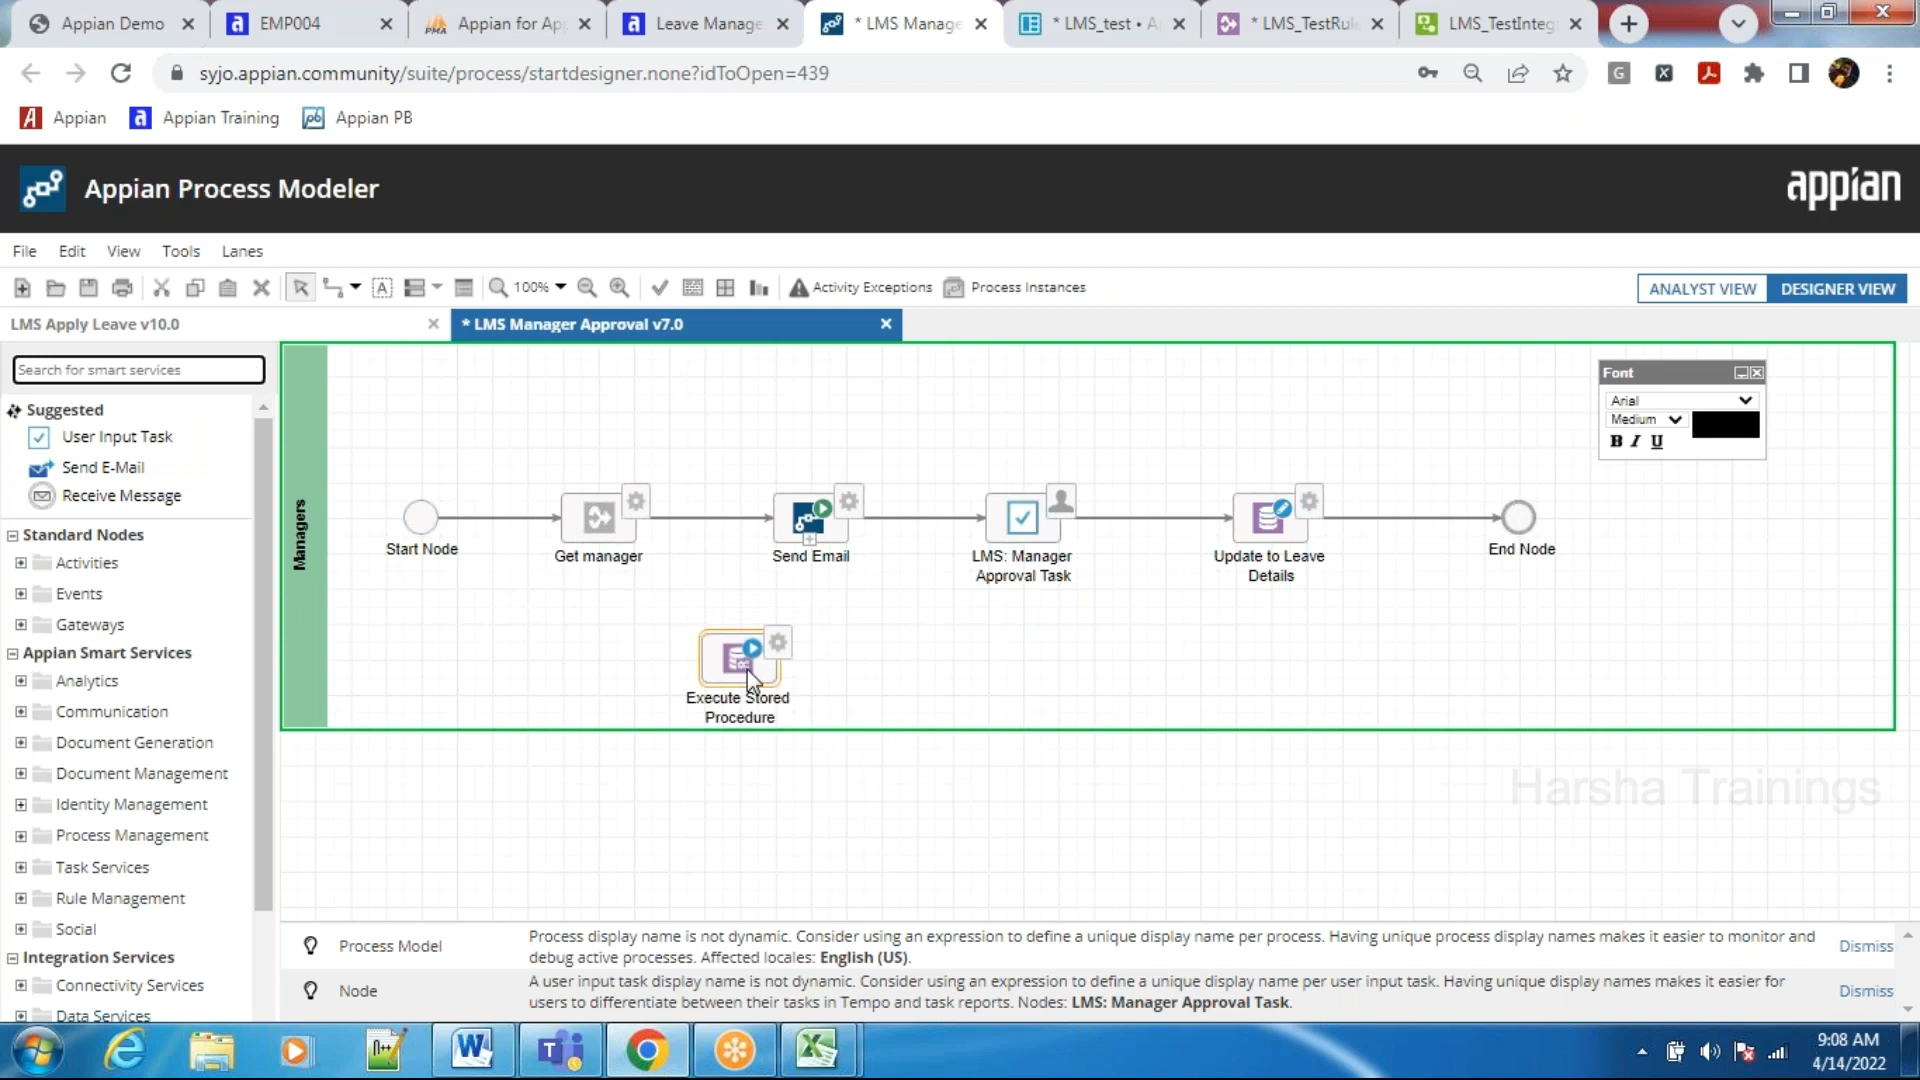 Appian Demo
EMP004
Appian for Ap
Leave Manage
* LMS Manage
* LMS_test • A
* LMS_TestRul
LMS_TestInteg
syjo.appian.community/suite/process/startdesigner.none?idToOpen=439
Appian
Appian Training
Appian PB
Appian Process Modeler
appian
File Edit View Tools Lanes
100%
Activity Exceptions
Process Instances
ANALYST VIEW
DESIGNER VIEW
LMS Apply Leave v10.0
* LMS Manager Approval v7.0
Search for smart services
Suggested
User Input Task
Send E-Mail
Receive Message
Standard Nodes
Activities
Events
Gateways
Appian Smart Services
Analytics
Communication
Document Generation
Document Management
Identity Management
Process Management
Task Services
Rule Management
Social
Integration Services
Connectivity Services
Data Services
Managers
Start Node
Get manager
Send Email
LMS: Manager
Approval Task
Update to Leave
Details
End Node
Execute Stored
Procedure
Font
Arial
Medium
B I U
Harsha Trainings
Process Model
Process display name is not dynamic. Consider using an expression to define a unique display name per process. Having unique process display names makes it easier to monitor and
debug active processes. Affected locales: English (US).
Dismiss
Node
A user input task display name is not dynamic. Consider using an expression to define a unique display name per user input task. Having unique display names makes it easier for
users to differentiate between their tasks in Tempo and task reports. Nodes: LMS: Manager Approval Task.
Dismiss
9:08 AM
4/14/2022